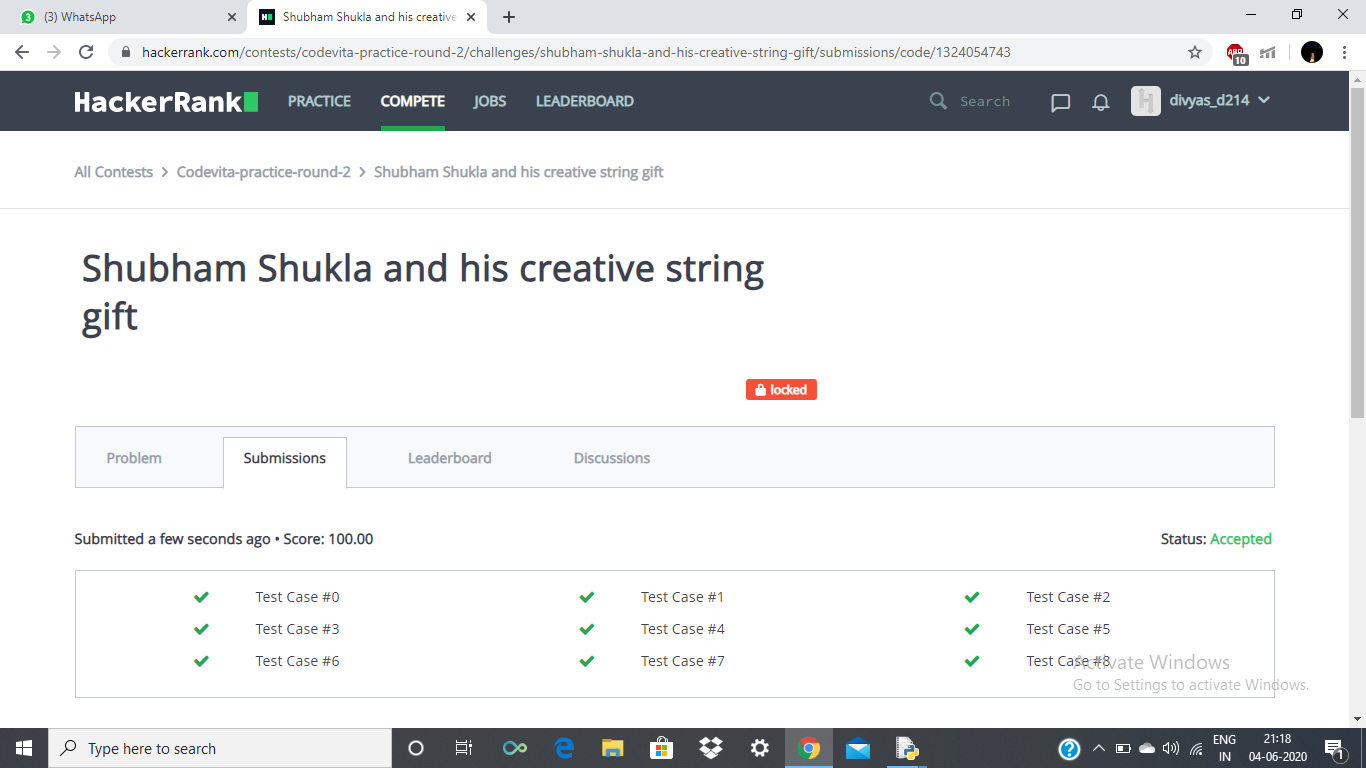 3 (3) WhatsApp
Shubham Shukla and his creative
hackerrank.com/contests/codevita-practice-round-2/challenges/shubham-shukla-and-his-creative-string-gift/submissions/code/1324054743
ABP
10
HackerRank
PRACTICE COMPETE JOBS LEADERBOARD
Search
divyas_d214
All Contests > Codevita-practice-round-2 > Shubham Shukla and his creative string gift
Shubham Shukla and his creative string
gift
locked
Problem Submissions Leaderboard Discussions
Submitted a few seconds ago • Score: 100.00 Status: Accepted
Test Case #0 Test Case #1 Test Case #2
Test Case #3 Test Case #4 Test Case #5
Test Case #6 Test Case #7 Test Case #8
Activate Windows
Go to Settings to activate Windows.
Type here to search
ENG 21:18
IN 04-06-2020
1